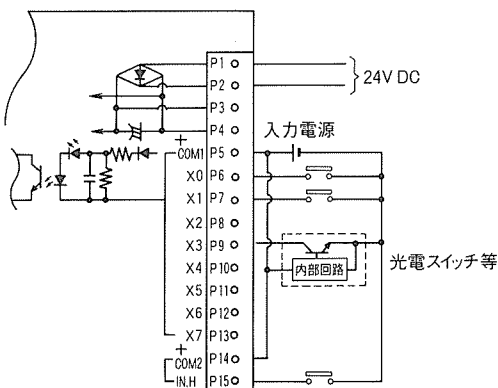 P1
P2
24V DC
P3
P4
入力電源
+
COM1 P5
X0 P6
X1 P7
X2 P8
X3 P9
内部回路
光電スイッチ等
X4 P10
X5 P11
X6 P12
X7 P13
+
COM2 P14
IN.H P15